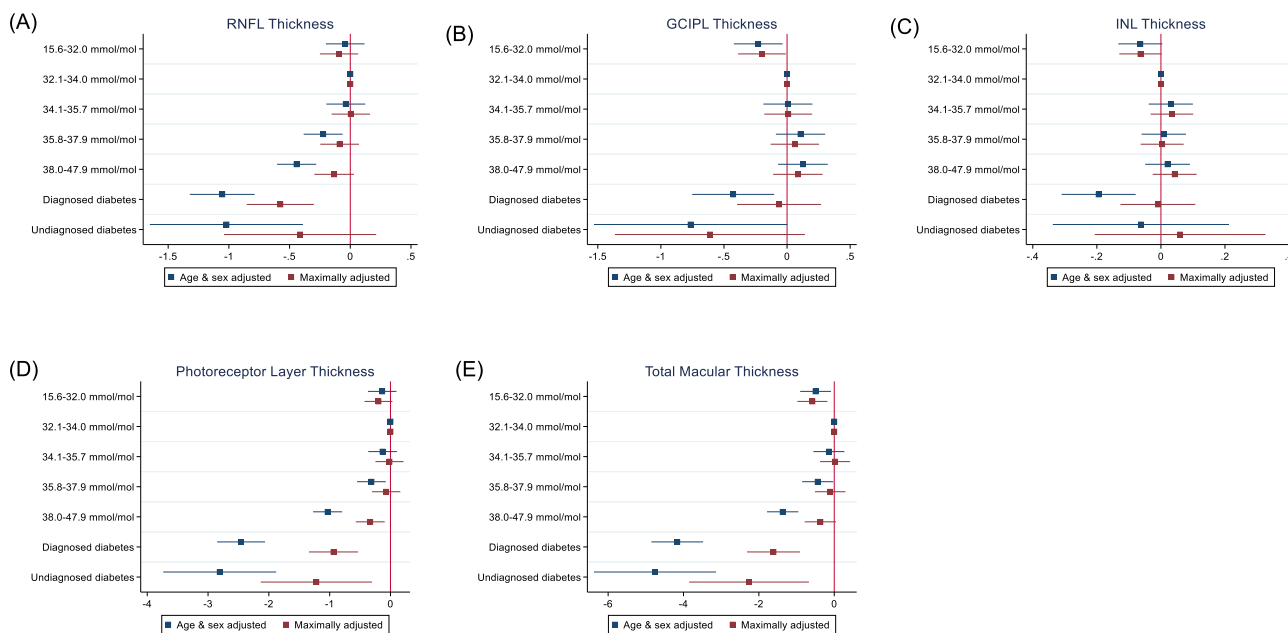 (A)
RNFL Thickness
15.6-32.0 mmol/mol
32.1-34.0 mmol/mol
34.1-35.7 mmol/mol
35.8-37.9 mmol/mol
38.0-47.9 mmol/mol
Diagnosed diabetes
Undiagnosed diabetes
-1.5 -1 -.5 0 .5
Age & sex adjusted Maximally adjusted
(B)
GCIPL Thickness
15.6-32.0 mmol/mol
32.1-34.0 mmol/mol
34.1-35.7 mmol/mol
35.8-37.9 mmol/mol
38.0-47.9 mmol/mol
Diagnosed diabetes
Undiagnosed diabetes
-1.5 -1 -.5 0 .5
Age & sex adjusted Maximally adjusted
(C)
INL Thickness
15.6-32.0 mmol/mol
32.1-34.0 mmol/mol
34.1-35.7 mmol/mol
35.8-37.9 mmol/mol
38.0-47.9 mmol/mol
Diagnosed diabetes
Undiagnosed diabetes
-0.4 -0.2 0 0.2
Age & sex adjusted Maximally adjusted
(D)
Photoreceptor Layer Thickness
15.6-32.0 mmol/mol
32.1-34.0 mmol/mol
34.1-35.7 mmol/mol
35.8-37.9 mmol/mol
38.0-47.9 mmol/mol
Diagnosed diabetes
Undiagnosed diabetes
-4 -3 -2 -1 0
Age & sex adjusted Maximally adjusted
(E)
Total Macular Thickness
15.6-32.0 mmol/mol
32.1-34.0 mmol/mol
34.1-35.7 mmol/mol
35.8-37.9 mmol/mol
38.0-47.9 mmol/mol
Diagnosed diabetes
Undiagnosed diabetes
-6 -4 -2 0
Age & sex adjusted Maximally adjusted